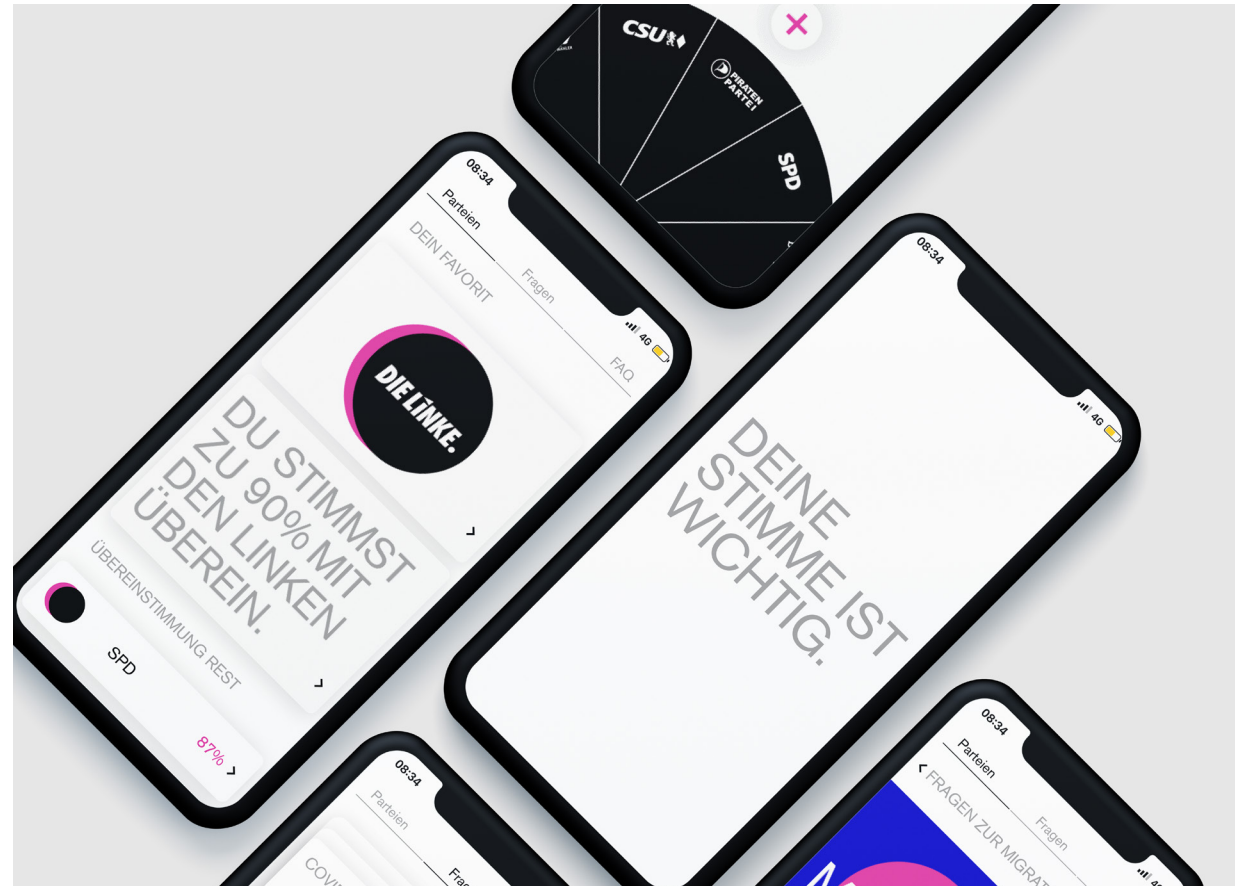 CSU
PIRATEN
PARTEI
SPD
08:34
Parteien
Fragen
FAQ
4G
DEIN FAVORIT
DIE LINKE.
DU STIMMST
ZU 90% MIT
DEN LINKEN
ÜBEREIN.
ÜBEREINSTIMMUNG REST
SPD
87%
08:34
4G
DEINE
STIMME IST
WICHTIG.
08:34
Parteien
08:34
Parteien
Fragen
FRAGEN ZUR